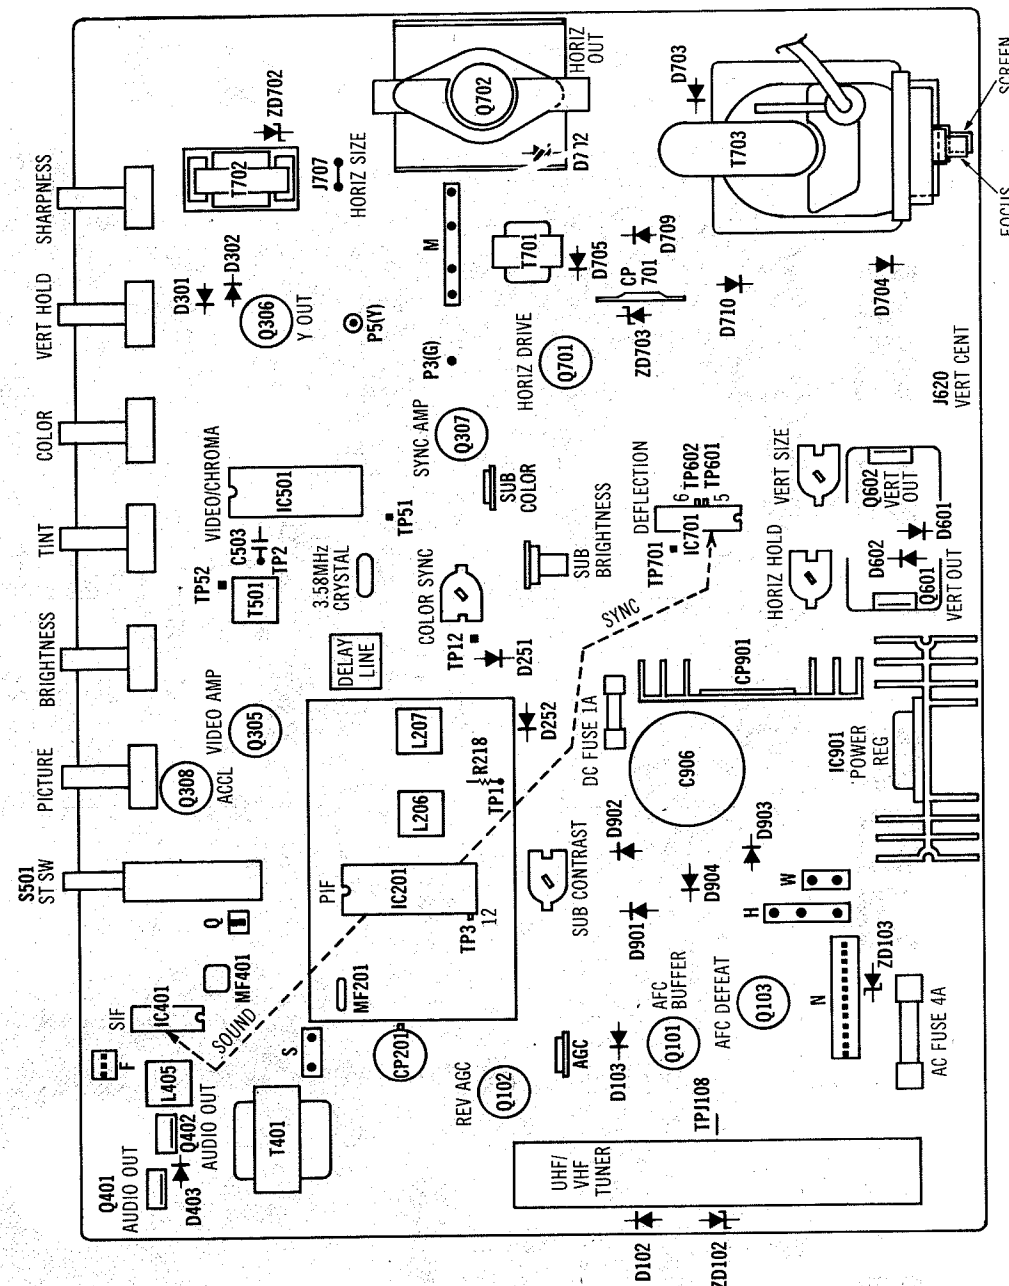 SHARPNESS
VERT HOLD
COLOR
TINT
BRIGHTNESS
PICTURE
S501
ST SW
ZD702
T702
J707
HORIZ SIZE
Q702
HORIZ
OUT
D703
T703
SCREEN
FOCUS
D301
D302
Q306
Y OUT
P5(Y)
M
P3(G)
T701
D705
D709
CP
701
ZD703
D710
D704
HORIZ DRIVE
Q701
J620
VERT CENT
SYNC AMP
Q307
VIDEO/CHROMA
IC501
C503
TP2
TP52
T501
TP51
3.58MHz
CRYSTAL
SUB
COLOR
DEFLECTION
6
TP602
TP601
5
IC701
TP701
VERT SIZE
HORIZ HOLD
Q602
VERT
OUT
D601
D602
Q601
VERT OUT
SUB
BRIGHTNESS
COLOR SYNC
TP12
D251
DELAY
LINE
SYNC
VIDEO AMP
Q305
Q308
ACCL
L207
D252
R218
TP11
L206
DC FUSE 1A
CP901
C906
IC901
POWER
REG
D902
D903
D904
D901
PIF
IC201
TP3
12
SUB CONTRAST
W
H
Q
MF401
MF201
SIF
IC401
SOUND
F
L405
S
CP201
AFC
BUFFER
Q101
AFC DEFEAT
Q103
N
ZD103
AC FUSE 4A
AGC
D103
REV AGC
Q102
TPJ108
Q402
AUDIO OUT
Q401
AUDIO OUT
D403
T401
UHF/
VHF
TUNER
D102
ZD102